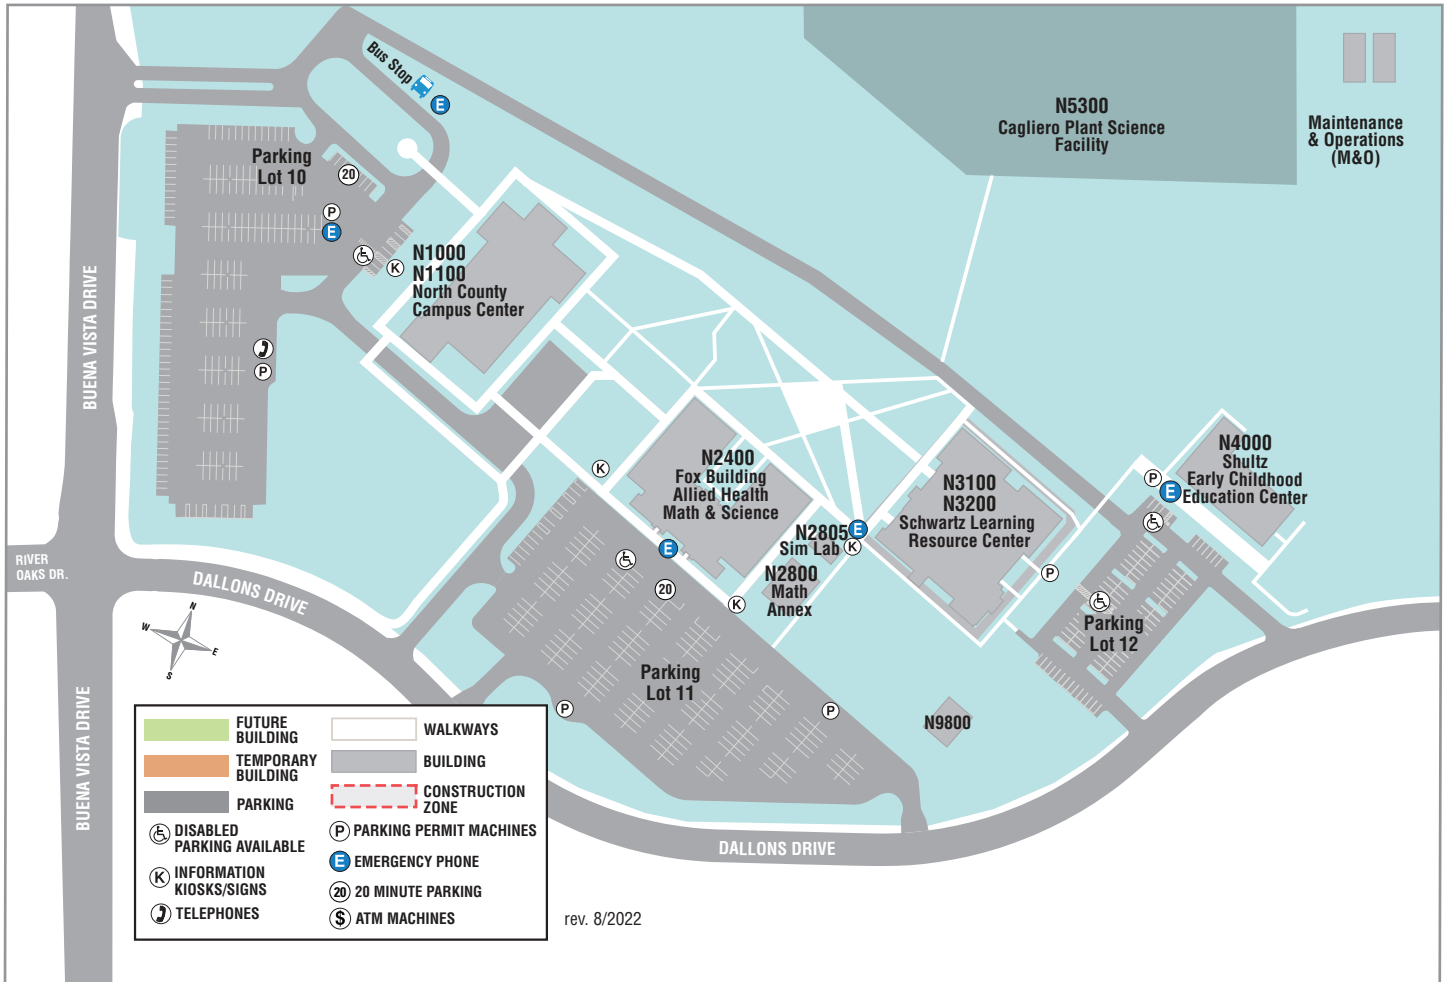 Bus Stop
E
N5300
Cagliero Plant Science
Facility
Maintenance
& Operations
(M&O)
Parking
Lot 10
20
P
E
K
N1000
N1100
North County
Campus Center
BUENA VISTA DRIVE
P
N2400
Fox Building
Allied Health
Math & Science
K
E
20
K
N2805
Sim Lab
E
K
N2800
Math
Annex
N3100
N3200
Schwartz Learning
Resource Center
P
N4000
Shultz
Early Childhood
Education Center
P
E
Parking
Lot 12
Parking
Lot 11
P
P
N9800
RIVER
OAKS DR.
DALLONS DRIVE
N
W
E
S
BUENA VISTA DRIVE
DALLONS DRIVE
FUTURE
BUILDING
TEMPORARY
BUILDING
PARKING
DISABLED
PARKING AVAILABLE
K INFORMATION
KIOSKS/SIGNS
TELEPHONES
WALKWAYS
BUILDING
CONSTRUCTION
ZONE
P PARKING PERMIT MACHINES
E EMERGENCY PHONE
20 20 MINUTE PARKING
$ ATM MACHINES
rev. 8/2022